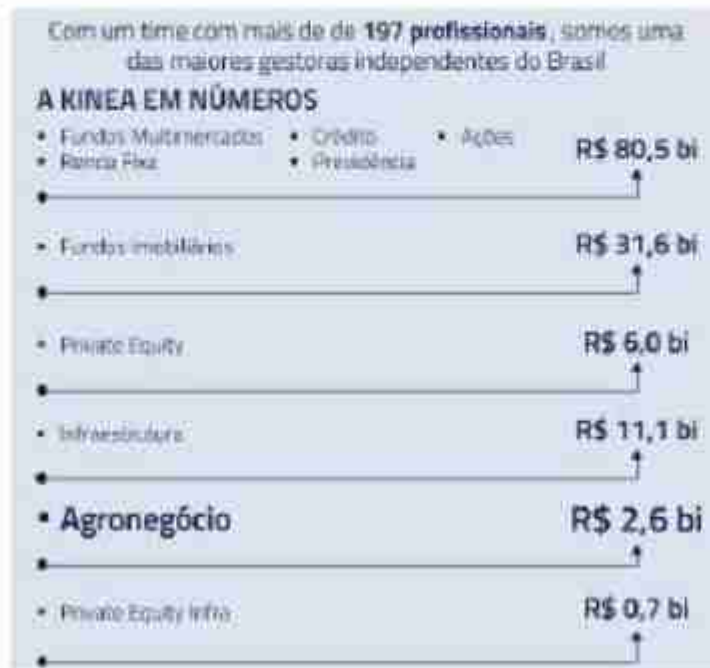 Com um time com mais de de 197 profissionais, somos uma
das maiores gestoras independentes do Brasil
A KINEA EM NÚMEROS
• Fundos Multimercados • Crédito • Ações
• Renda Fixa • Previdência
R$ 80,5 bi
• Fundos imobiliários R$ 31,6 bi
• Private Equity R$ 6,0 bi
• Infraestrutura R$ 11,1 bi
• Agronegócio R$ 2,6 bi
• Private Equity Infra R$ 0,7 bi